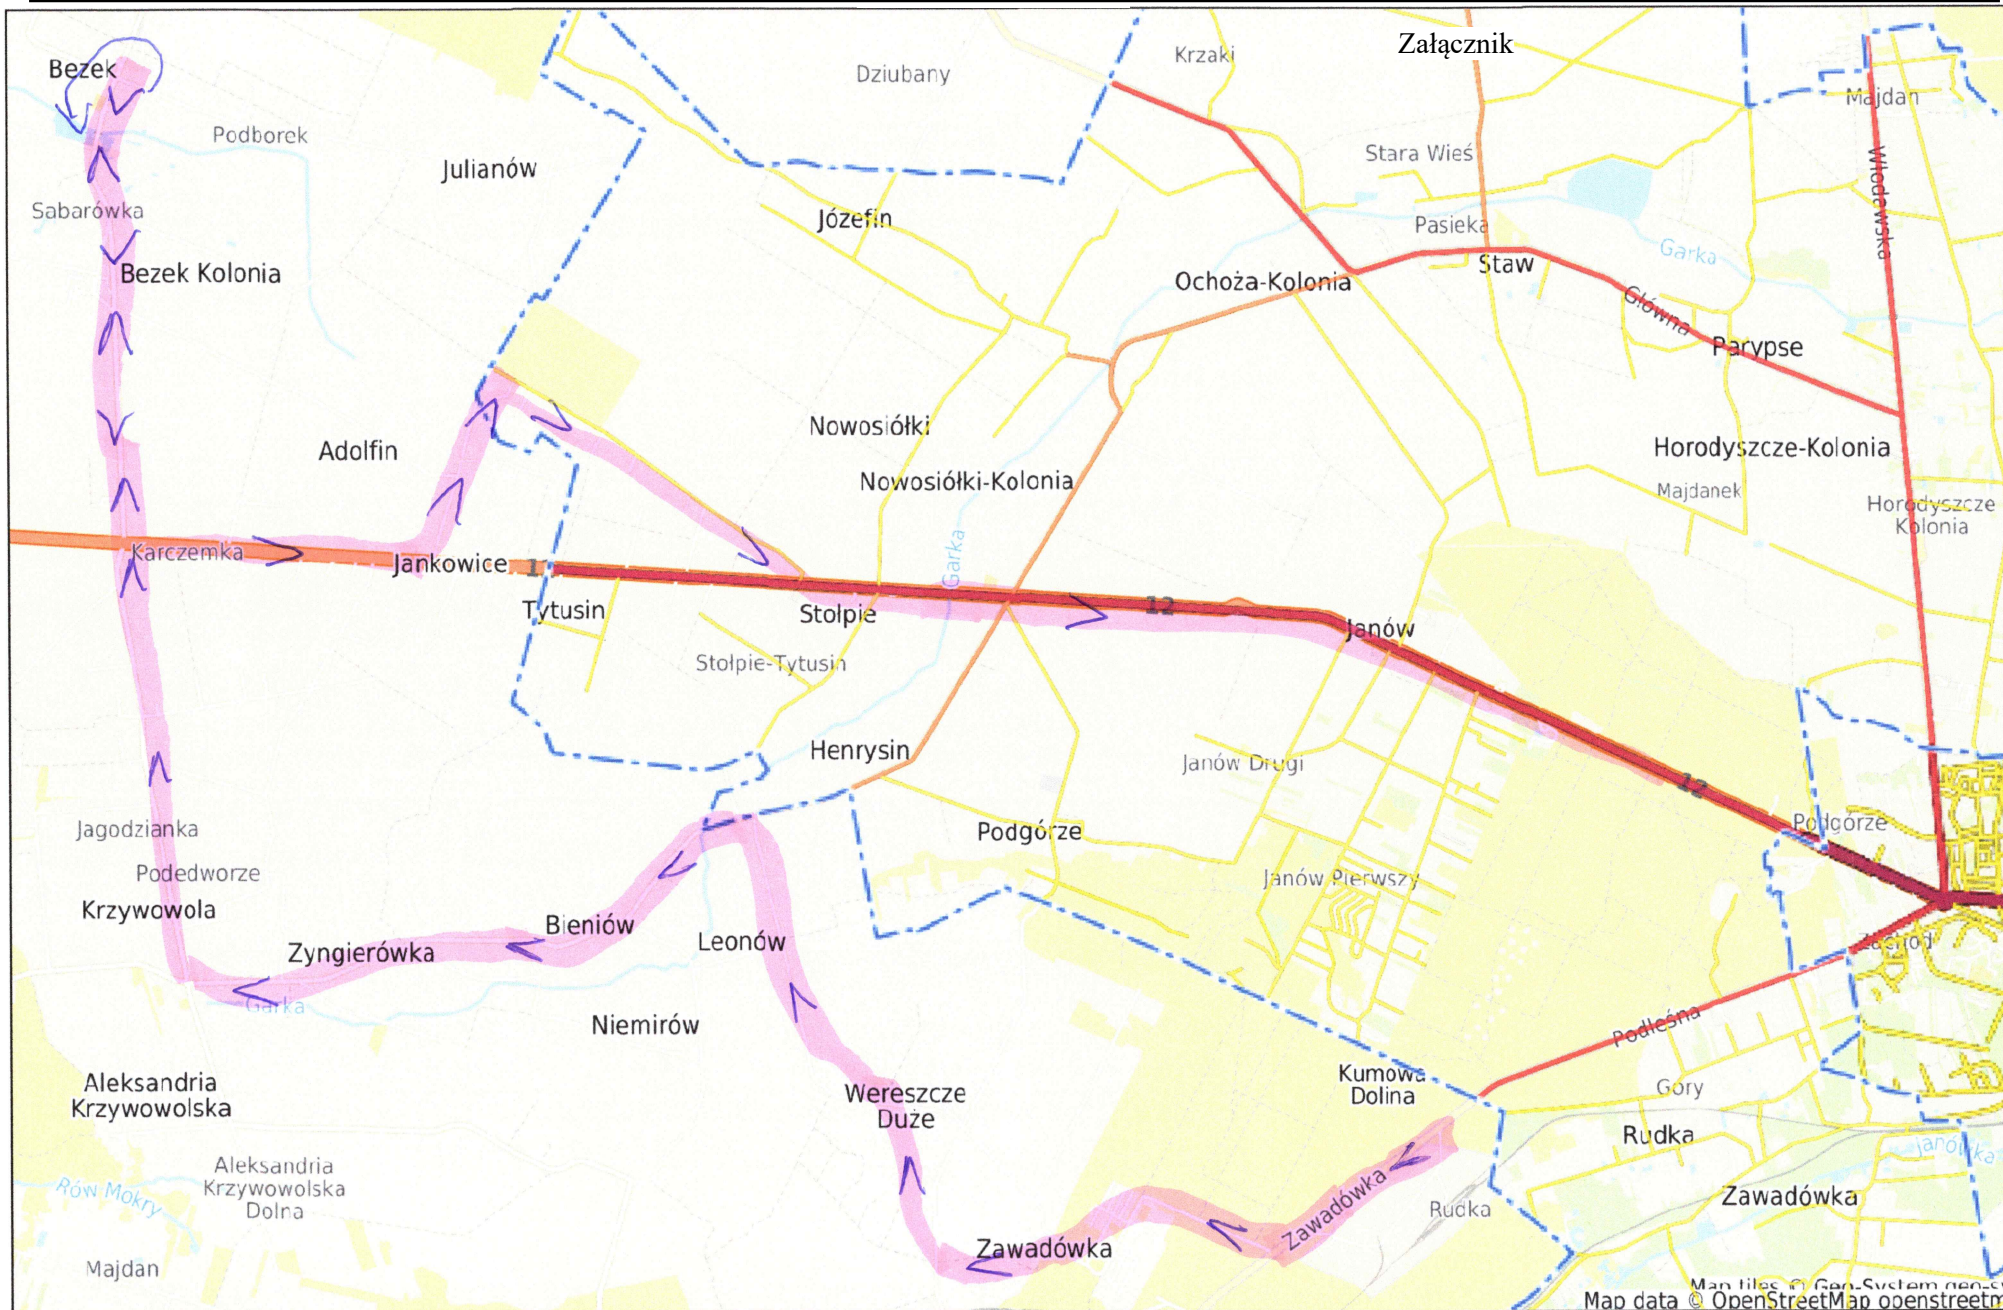 Załącznik
Bezek
Krzaki
Dziubany
Majdan
Podborek
Julianów
Stara Wieś
Włodawska
Sabarówka
Józefin
Pasieka
Garka
Bezek Kolonia
Ochoża-Kolonia
Staw
Główna
Parypse
Adolfin
Nowosiółki
Horodyszcze-Kolonia
Nowosiółki-Kolonia
Majdanek
Horodyszcze
Kolonia
Karczemka
Jankowice
Garka
12
Tytusin
Stołpie
Janów
Stołpie-Tytusin
Henrysin
Janów Drugi
12
Jagodzianka
Podgórze
Podgórze
Podedworze
Janów Pierwszy
Krzywowola
Bieniów
Leonów
Zachód
Zyngierówka
Garka
Niemirów
Podleśna
Aleksandria
Krzywowolska
Kumowa
Dolina
Góry
Wereszcze
Duże
Rudka
Janówka
Aleksandria
Krzywowolska
Dolna
Rów Mokry
Zawadówka
Rudka
Zawadówka
Zawadówka
Majdan
Map data © OpenStreetMap openstreetm